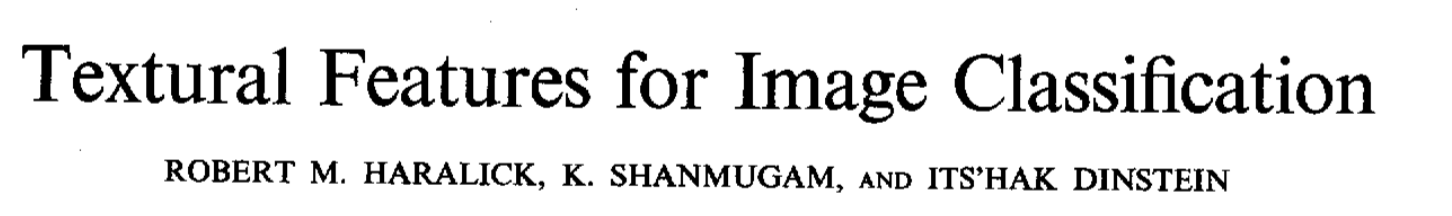 Textural Features for Image Classification
ROBERT M. HARALICK, K. SHANMUGAM, AND ITS'HAK DINSTEIN